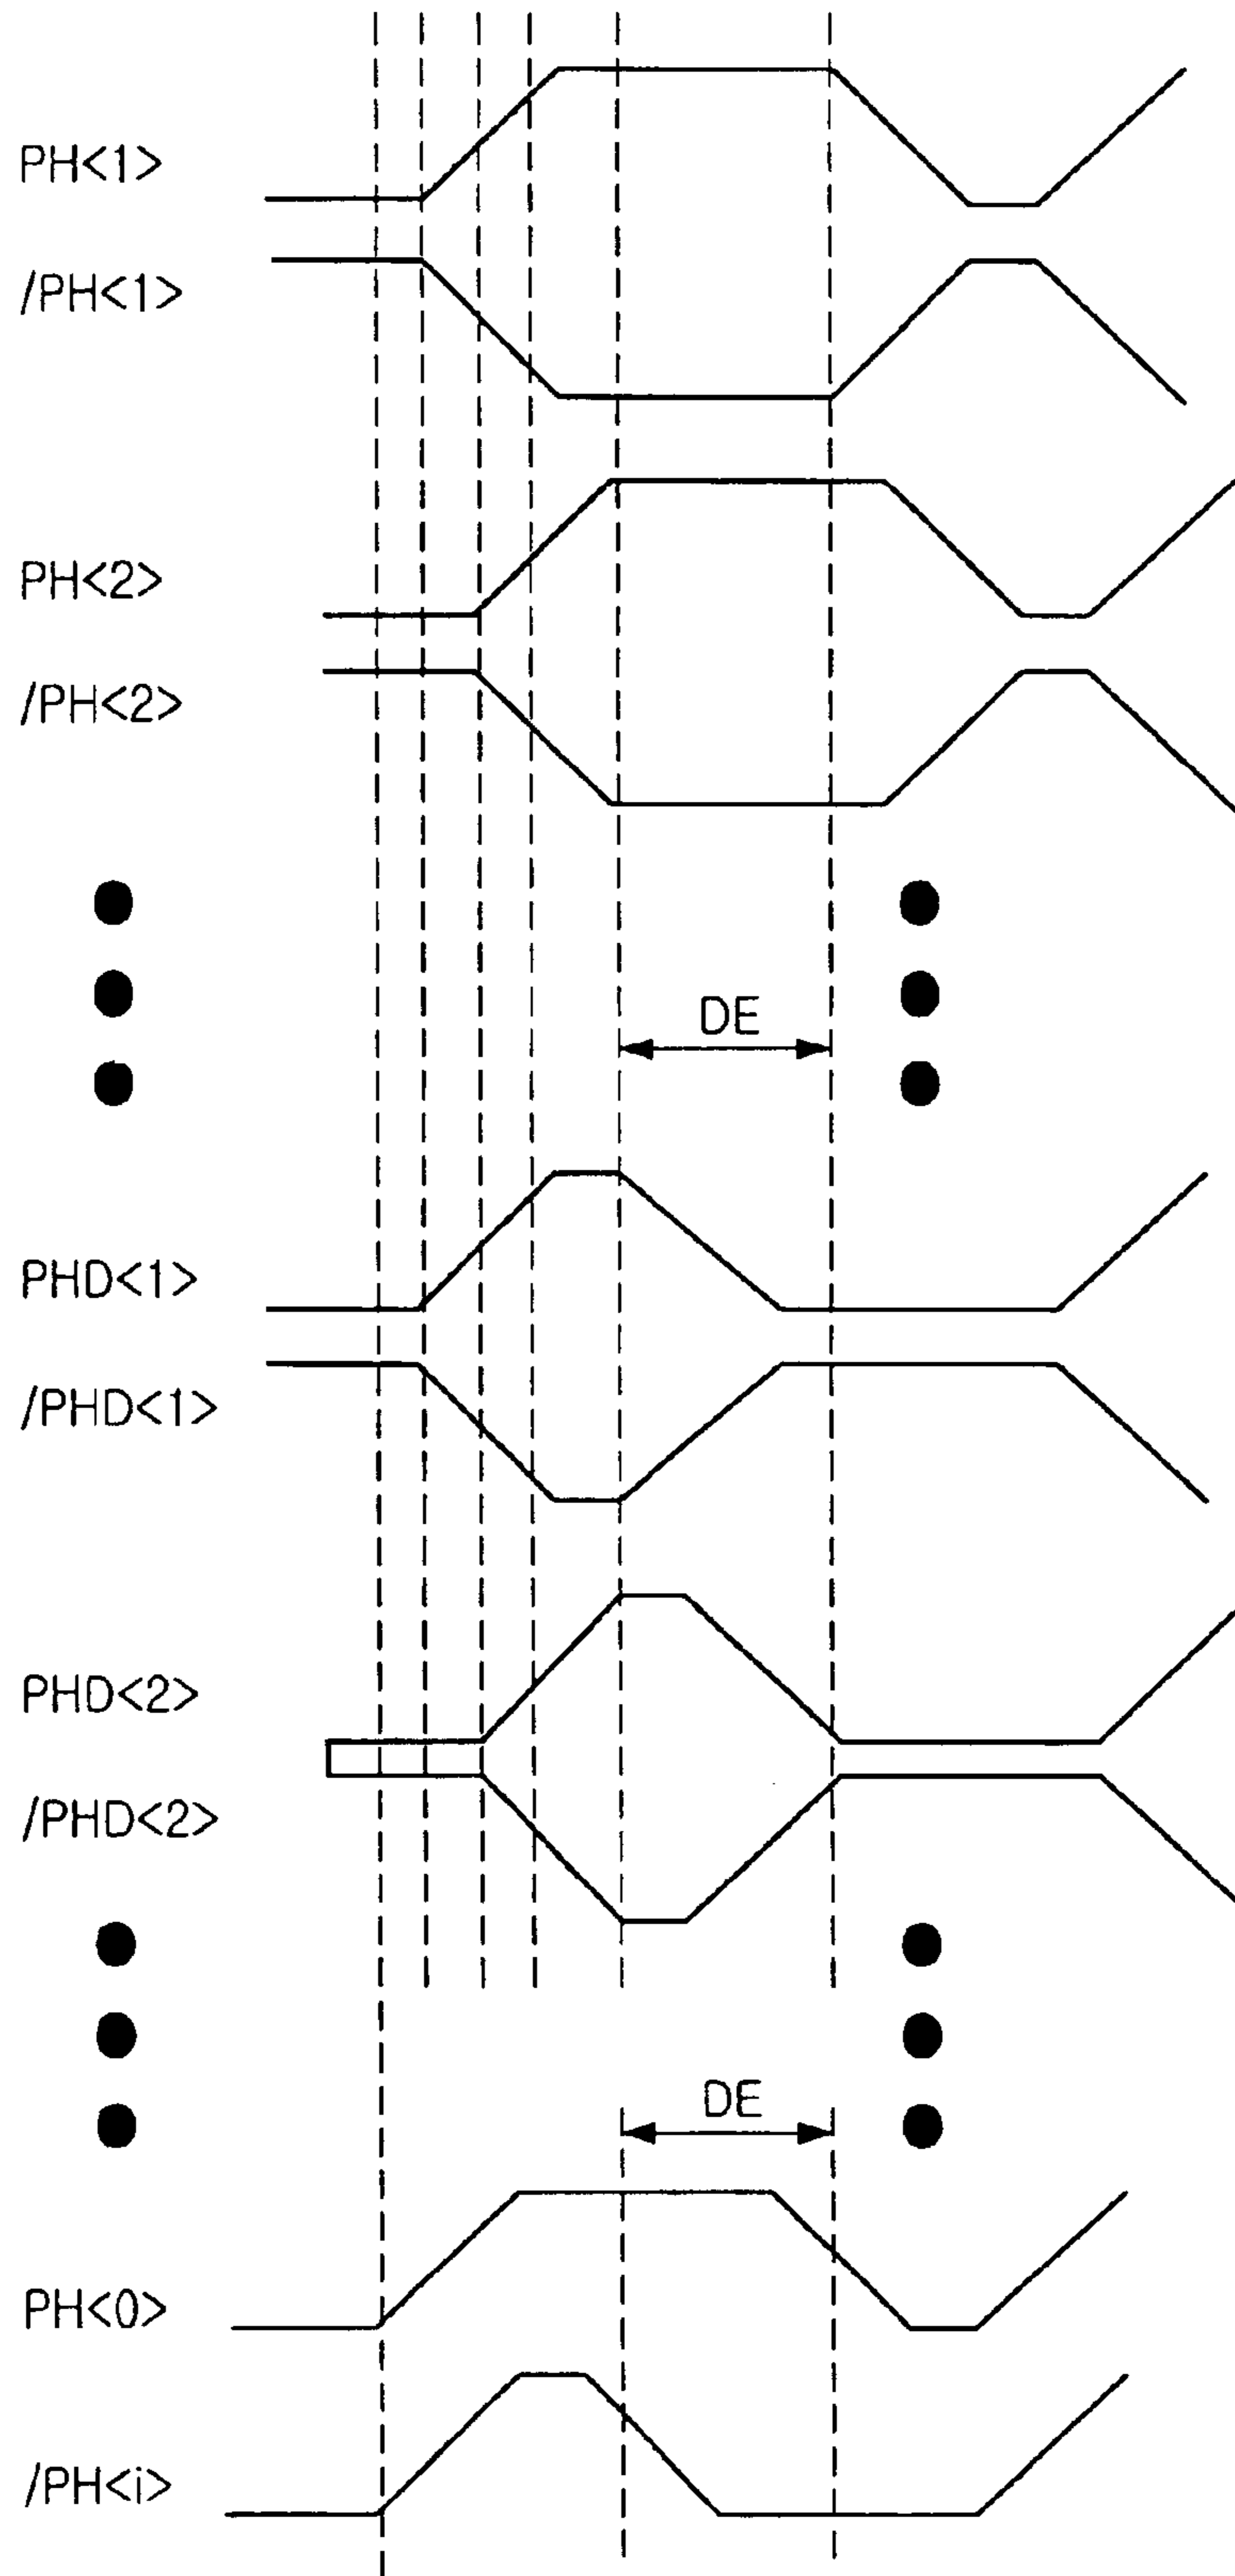 PH<1>
/PH<1>
PH<2>
/PH<2>
DE
PHD<1>
/PHD<1>
PHD<2>
/PHD<2>
DE
PH<0>
/PH<i>